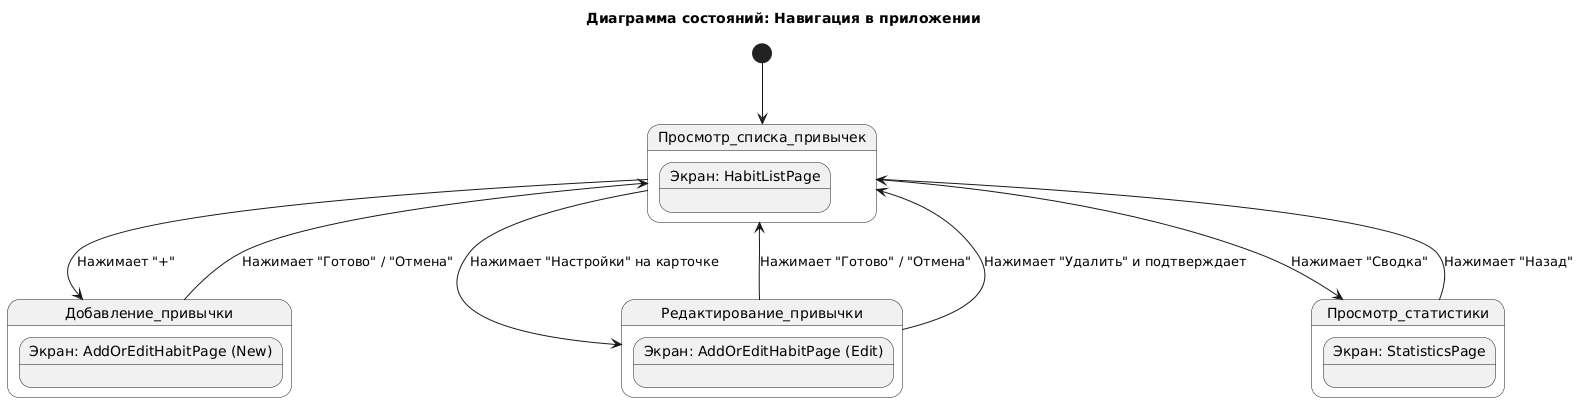 Диаграмма состояний: Навигация в приложении
Просмотр_списка_привычек
Экран: HabitListPage
Нажимает "+"
Нажимает "Готово" / "Отмена"
Нажимает "Настройки" на карточке
Нажимает "Готово" / "Отмена"
Нажимает "Удалить" и подтверждает
Нажимает "Сводка"
Нажимает "Назад"
Добавление_привычки
Экран: AddOrEditHabitPage (New)
Редактирование_привычки
Экран: AddOrEditHabitPage (Edit)
Просмотр_статистики
Экран: StatisticsPage